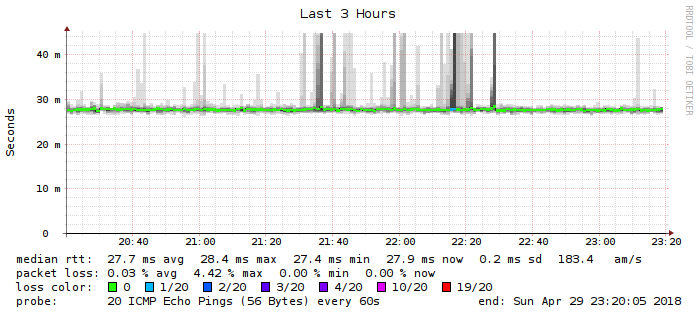 Last 3 Hours
RRDTOOL / TOBI OETIKER
Seconds
40 m
30 m
20 m
10 m
0
20:40 21:00 21:20 21:40 22:00 22:20 22:40 23:00 23:20
median rtt: 27.7 ms avg 28.4 ms max 27.4 ms min 27.9 ms now 0.2 ms sd 183.4 am/s
packet loss: 0.03 % avg 4.42 % max 0.00 % min 0.00 % now
loss color: 0 1/20 2/20 3/20 4/20 10/20 19/20
probe: 20 ICMP Echo Pings (56 Bytes) every 60s end: Sun Apr 29 23:20:05 2018